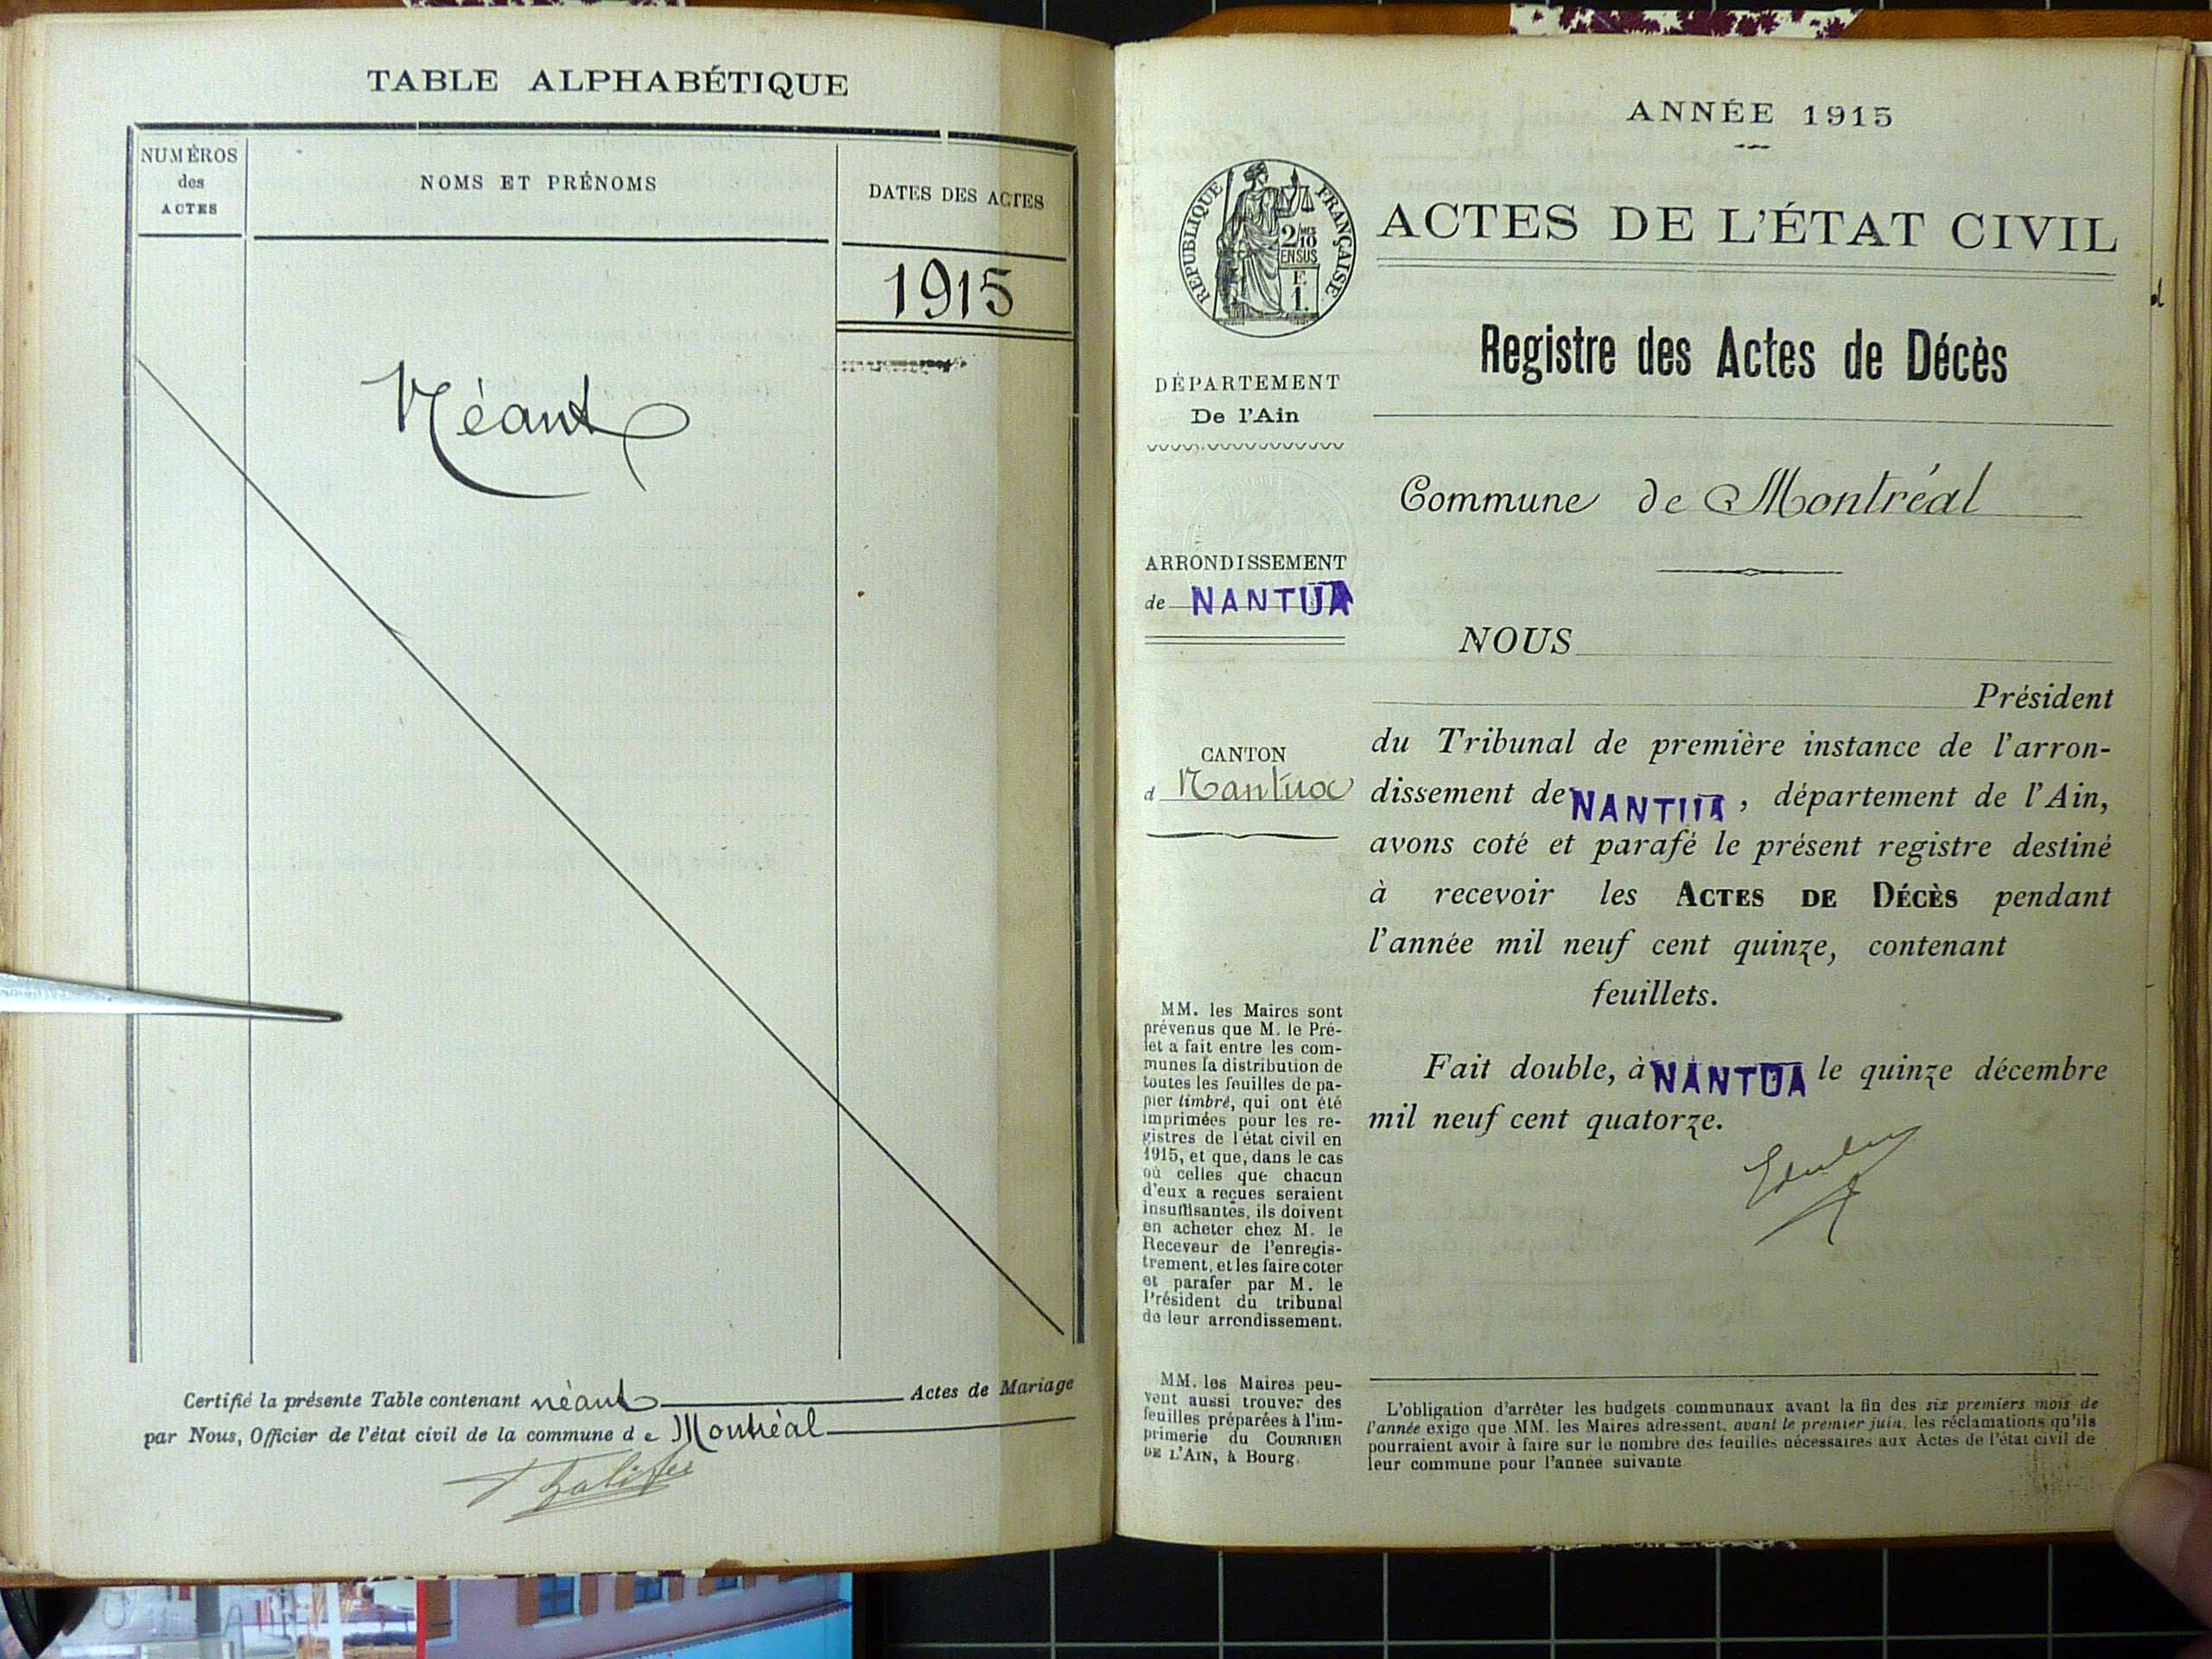 TABLE ALPHABÉTIQUE
NUMÉROS
des
ACTES
NOMS ET PRÉNOMS
DATES DES ACTES
1915
Néant
Certifié la présente Table contenant néant Actes de Mariage
par Nous, Officier de l'état civil de la commune de Montréal
ANNÉE 1915
RÉPUBLIQUE FRANÇAISE
2/10
EN SUS
E.
1.
ACTES DE L'ÉTAT CIVIL
Registre des Actes de Décès
DÉPARTEMENT
De l'Ain
Commune de Montréal
ARRONDISSEMENT
de NANTUA
CANTON
d Nantua
NOUS
Président
du Tribunal de première instance de l'arron-
dissement de NANTUA, département de l'Ain,
avons coté et parafé le présent registre destiné
à recevoir les ACTES DE DÉCÈS pendant
l'année mil neuf cent quinze, contenant
feuillets.
Fait double, à NANTUA le quinze décembre
mil neuf cent quatorze.
MM. les Maires sont
prévenus que M. le Pré-
fet a fait entre les com-
munes la distribution de
toutes les feuilles de pa-
pier timbré, qui ont été
imprimées pour les re-
gistres de l'état civil en
1915, et que, dans le cas
où celles que chacun
d'eux a reçues seraient
insuffisantes, ils doivent
en acheter chez M. le
Receveur de l'enregis-
trement, et les faire coter
et parafer par M. le
Président du tribunal
de leur arrondissement.
MM. les Maires peu-
vent aussi trouver des
feuilles préparées à l'im-
primerie du COURRIER
DE L'AIN, à Bourg.
L'obligation d'arrêter les budgets communaux avant la fin des six premiers mois de
l'année exige que MM. les Maires adressent, avant le premier juin, les réclamations qu'ils
pourraient avoir à faire sur le nombre des feuilles nécessaires aux Actes de l'état civil de
leur commune pour l'année suivante